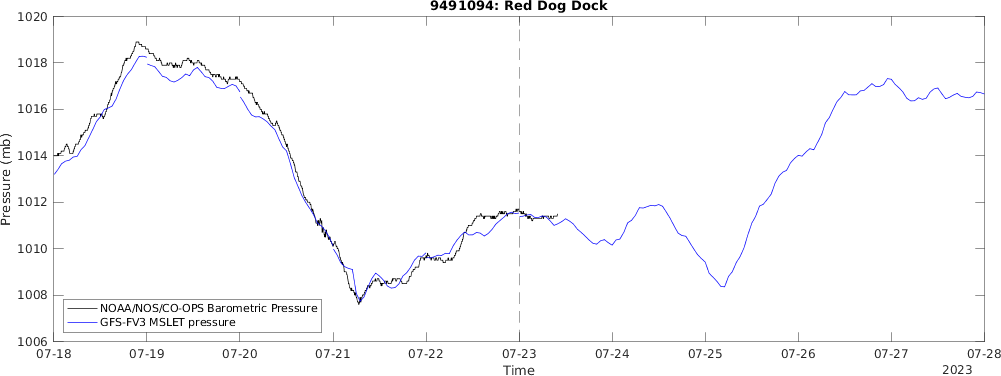 9491094: Red Dog Dock
1020
1018
1016
1014
1012
1010
1008
1006
Pressure (mb)
NOAA/NOS/CO-OPS Barometric Pressure
GFS-FV3 MSLET pressure
07-18 07-19 07-20 07-21 07-22 07-23 07-24 07-25 07-26 07-27 07-28
Time
2023